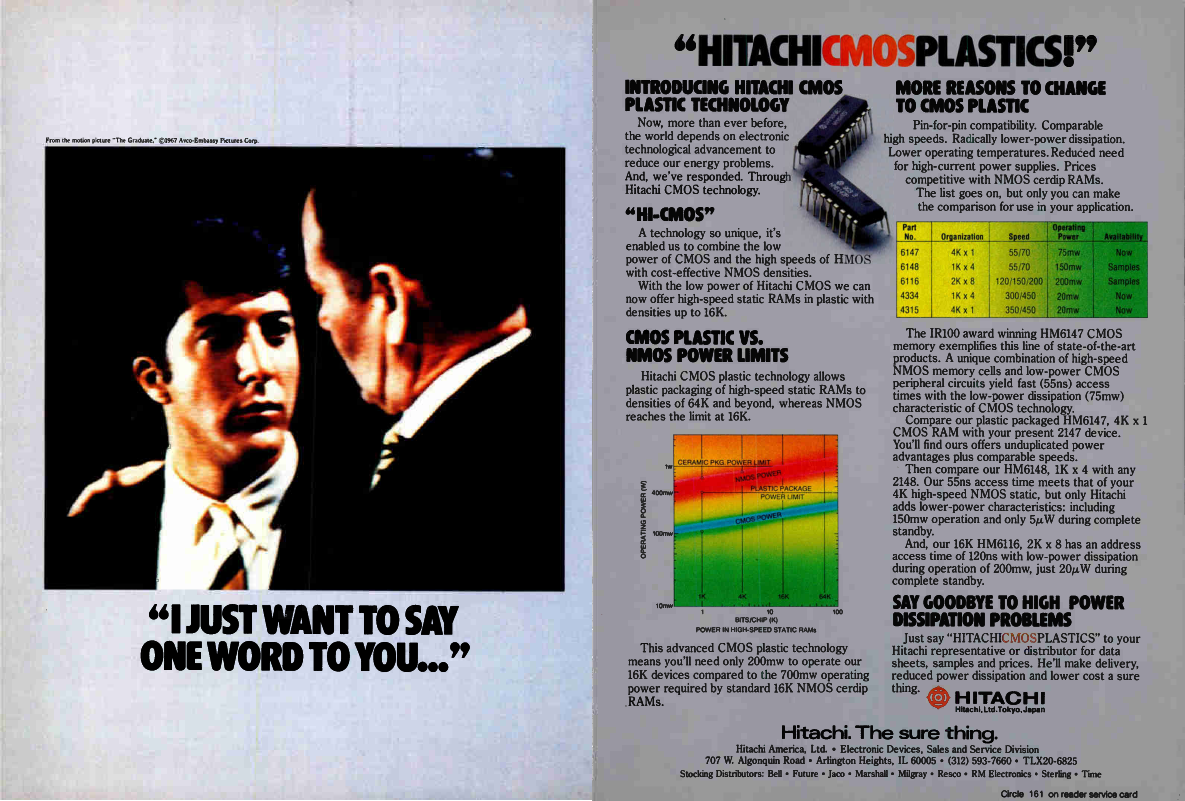 From the motion picture "The Graduate," ©1967 Avco-Embassy Pictures Corp.
“I JUST WANT TO SAY
ONE WORD TO YOU...”
“HITACHICMOSPLASTICS!”
INTRODUCING HITACHI CMOS
PLASTIC TECHNOLOGY
Now, more than ever before,
the world depends on electronic
technological advancement to
reduce our energy problems.
And, we've responded. Through
Hitachi CMOS technology.
“HI-CMOS”
A technology so unique, it's
enabled us to combine the low
power of CMOS and the high speeds of HMOS
with cost-effective NMOS densities.
With the low power of Hitachi CMOS we can
now offer high-speed static RAMs in plastic with
densities up to 16K.
CMOS PLASTIC VS.
NMOS POWER LIMITS
Hitachi CMOS plastic technology allows
plastic packaging of high-speed static RAMs to
densities of 64K and beyond, whereas NMOS
reaches the limit at 16K.
CERAMIC PKG. POWER LIMIT
1w
NMOS POWER
PLASTIC PACKAGE
400mw
POWER LIMIT
CMOS POWER
100mw
OPERATING POWER (W)
1K 4K 16K 64K
10mw
1 10 100
BITS/CHIP (K)
POWER IN HIGH-SPEED STATIC RAMs
This advanced CMOS plastic technology
means you'll need only 200mw to operate our
16K devices compared to the 700mw operating
power required by standard 16K NMOS cerdip
RAMs.
MORE REASONS TO CHANGE
TO CMOS PLASTIC
Pin-for-pin compatibility. Comparable
high speeds. Radically lower-power dissipation.
Lower operating temperatures. Reduced need
for high-current power supplies. Prices
competitive with NMOS cerdip RAMs.
The list goes on, but only you can make
the comparison for use in your application.
Part No. Organization Speed Operating Power Availability
6147 4K x 1 55/70 75mw Now
6148 1K x 4 55/70 150mw Samples
6116 2K x 8 120/150/200 200mw Samples
4334 1K x 4 300/450 20mw Now
4315 4K x 1 350/450 20mw Now
The IR100 award winning HM6147 CMOS
memory exemplifies this line of state-of-the-art
products. A unique combination of high-speed
NMOS memory cells and low-power CMOS
peripheral circuits yield fast (55ns) access
times with the low-power dissipation (75mw)
characteristic of CMOS technology.
Compare our plastic packaged HM6147, 4K x 1
CMOS RAM with your present 2147 device.
You'll find ours offers unduplicated power
advantages plus comparable speeds.
Then compare our HM6148, 1K x 4 with any
2148. Our 55ns access time meets that of your
4K high-speed NMOS static, but only Hitachi
adds lower-power characteristics: including
150mw operation and only 5μW during complete
standby.
And, our 16K HM6116, 2K x 8 has an address
access time of 120ns with low-power dissipation
during operation of 200mw, just 20μW during
complete standby.
SAY GOODBYE TO HIGH POWER
DISSIPATION PROBLEMS
Just say “HITACHICMOSPLASTICS” to your
Hitachi representative or distributor for data
sheets, samples and prices. He'll make delivery,
reduced power dissipation and lower cost a sure
thing.
HITACHI
Hitachi, Ltd. Tokyo, Japan
Hitachi. The sure thing.
Hitachi America, Ltd. • Electronic Devices, Sales and Service Division
707 W. Algonquin Road • Arlington Heights, IL 60005 • (312) 593-7660 • TLX20-6825
Stocking Distributors: Bell • Future • Jaco • Marshall • Milgray • Resco • RM Electronics • Sterling • Time
Circle 161 on reader service card